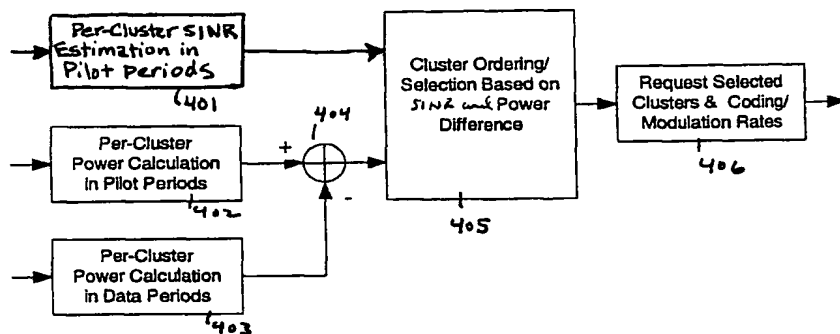 Per-Cluster SINR
Estimation in
Pilot periods
401
Per-Cluster
Power Calculation
in Pilot Periods
402
Per-Cluster
Power Calculation
in Data Periods
403
+
-
404
Cluster Ordering/
Selection Based on
SINR and Power
Difference
405
Request Selected
Clusters & Coding/
Modulation Rates
406